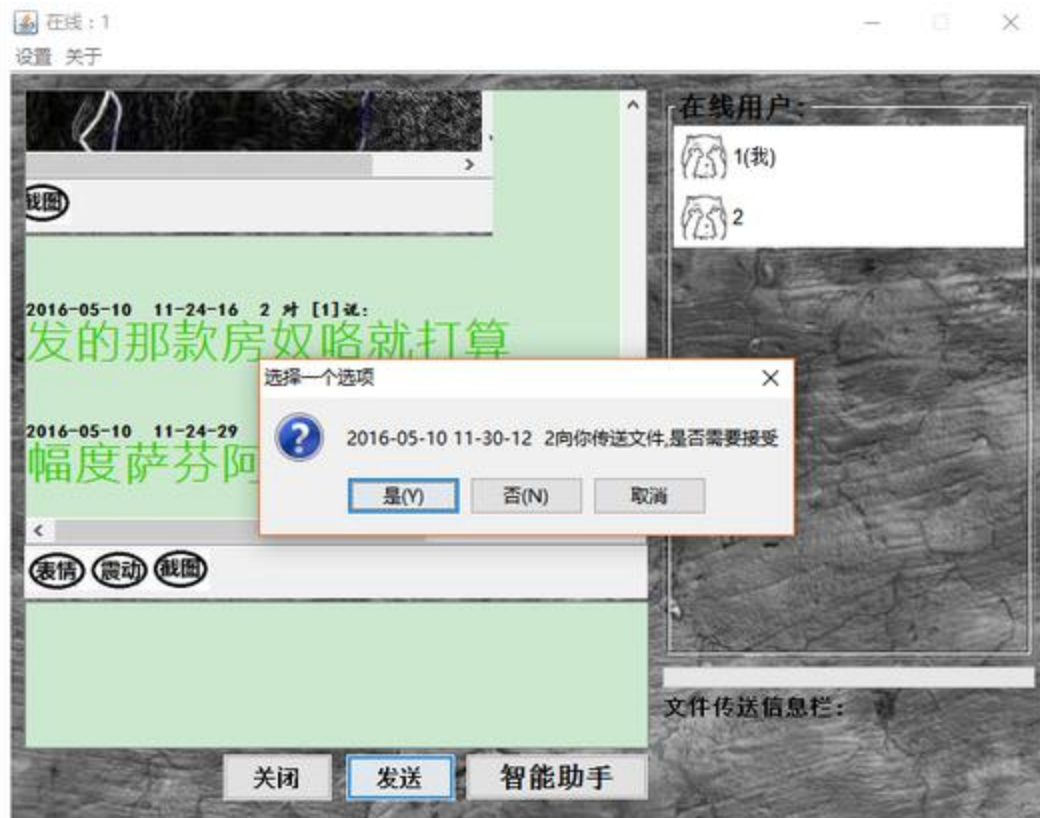 在线：1
设置 关于
在线用户：
1(我)
截图
2
2016-05-10 11-24-16 2 对 [1]说:
发的那款房奴咯就打算
选择一个选项
2016-05-10 11-24-29
幅度萨芬阿
2016-05-10 11-30-12 2向你传送文件,是否需要接受
是(Y) 否(N) 取消
表情 震动 截图
文件传送信息栏：
关闭 发送 智能助手